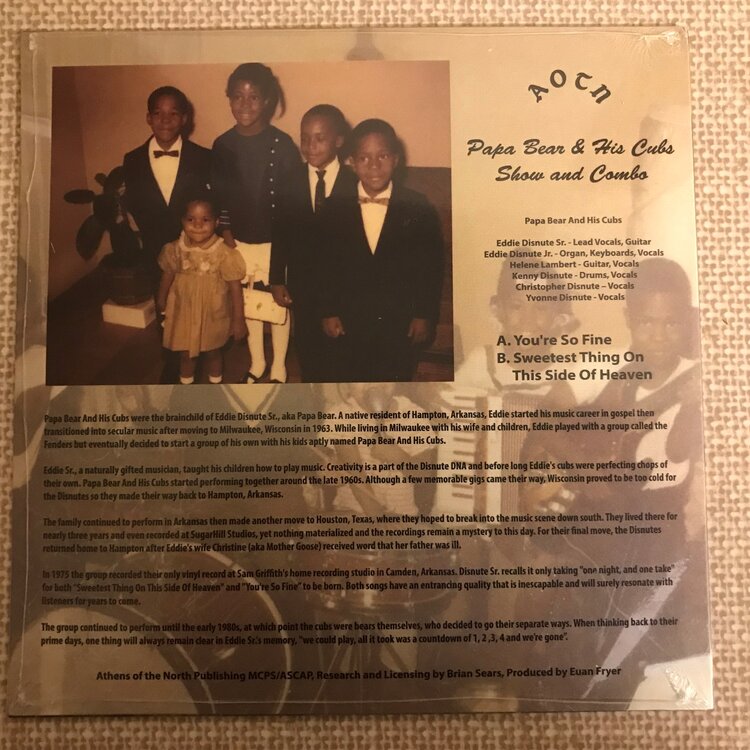 AOTN
Papa Bear & His Cubs
Show and Combo
Papa Bear And His Cubs
Eddie Disnute Sr. - Lead Vocals, Guitar
Eddie Disnute Jr. - Organ, Keyboards, Vocals
Helene Lambert - Guitar, Vocals
Kenny Disnute - Drums, Vocals
Christopher Disnute – Vocals
Yvonne Disnute - Vocals
A. You're So Fine
B. Sweetest Thing On
This Side Of Heaven
Papa Bear And His Cubs were the brainchild of Eddie Disnute Sr., aka Papa Bear. A native resident of Hampton, Arkansas, Eddie started his music career in gospel then
transitioned into secular music after moving to Milwaukee, Wisconsin in 1963. While living in Milwaukee with his wife and children, Eddie played with a group called the
Fenders but eventually decided to start a group of his own with his kids aptly named Papa Bear And His Cubs.
Eddie Sr., a naturally gifted musician, taught his children how to play music. Creativity is a part of the Disnute DNA and before long Eddie's cubs were perfecting chops of
their own. Papa Bear And His Cubs started performing together around the late 1960s. Although a few memorable gigs came their way, Wisconsin proved to be too cold for
the Disnutes so they made their way back to Hampton, Arkansas.
The family continued to perform in Arkansas then made another move to Houston, Texas, where they hoped to break into the music scene down south. They lived there for
nearly three years and even recorded at SugarHill Studios, yet nothing materialized and the recordings remain a mystery to this day. For their final move, the Disnutes
returned home to Hampton after Eddie's wife Christine (aka Mother Goose) received word that her father was ill.
In 1975 the group recorded their only vinyl record at Sam Griffith's home recording studio in Camden, Arkansas. Disnute Sr. recalls it only taking "one night, and one take"
for both "Sweetest Thing On This Side Of Heaven" and "You're So Fine" to be born. Both songs have an entrancing quality that is inescapable and will surely resonate with
listeners for years to come.
The group continued to perform until the early 1980s, at which point the cubs were bears themselves, who decided to go their separate ways. When thinking back to their
prime days, one thing will always remain clear in Eddie Sr.'s memory, "we could play, all it took was a countdown of 1, 2 ,3, 4 and we're gone".
Athens of the North Publishing MCPS/ASCAP, Research and Licensing by Brian Sears, Produced by Euan Fryer